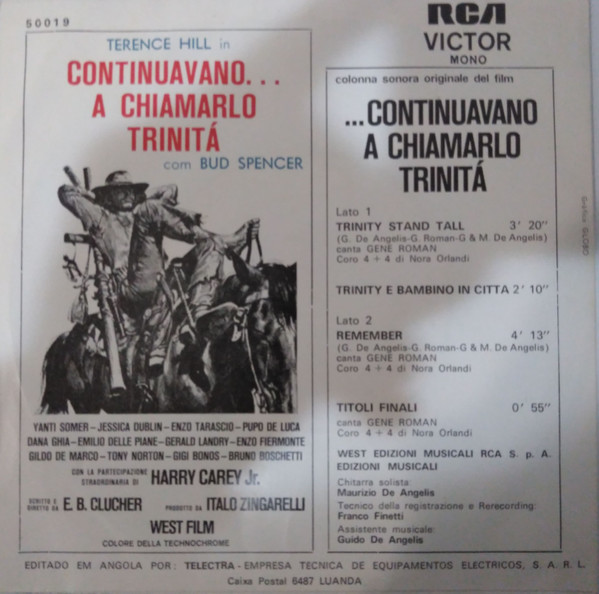 50019
TERENCE HILL in
CONTINUAVANO...
A CHIAMARLO
TRINITÁ
com BUD SPENCER
YANTI SOMER – JESSICA DUBLIN – ENZO TARASCIO – PUPO DE LUCA
DANA GHIA – EMILIO DELLE PIANE – GERALD LANDRY – ENZO FIERMONTE
GILDO DE MARCO – TONY NORTON – GIGI BONOS – BRUNO BOSCHETTI
CON LA PARTECIPAZIONE
STRAORDINARIA DI HARRY CAREY Jr.
SCRITTO E
DIRETTO DA E. B. CLUCHER PRODOTTO DA ITALO ZINGARELLI
WEST FILM
COLORE DELLA TECHNOCHROME
RCA
VICTOR
MONO
colonna sonora originale del film
...CONTINUAVANO
A CHIAMARLO
TRINITÁ
Lato 1
TRINITY STAND TALL 3' 20"
(G. De Angelis-G. Roman-G & M. De Angelis)
canta GENE ROMAN
Coro 4 + 4 di Nora Orlandi
TRINITY E BAMBINO IN CITTA 2' 10"
Lato 2
REMEMBER 4' 13"
(G. De Angelis-G. Roman-G & M. De Angelis)
canta GENE ROMAN
Coro 4 + 4 di Nora Orlandi
TITOLI FINALI 0' 55"
canta GENE ROMAN
Coro 4 + 4 di Nora Orlandi
WEST EDIZIONI MUSICALI RCA S. p. A.
EDIZIONI MUSICALI
Chitarra solista
Maurizio De Angelis
Tecnico della registrazione e Rerecording:
Franco Finetti
Assistente musicale:
Guido De Angelis
Gráfica GLOBO
EDITADO EM ANGOLA POR: TELECTRA - EMPRESA TECNICA DE EQUIPAMENTOS ELECTRICOS, S. A. R. L.
Caixa Postal 6487 LUANDA